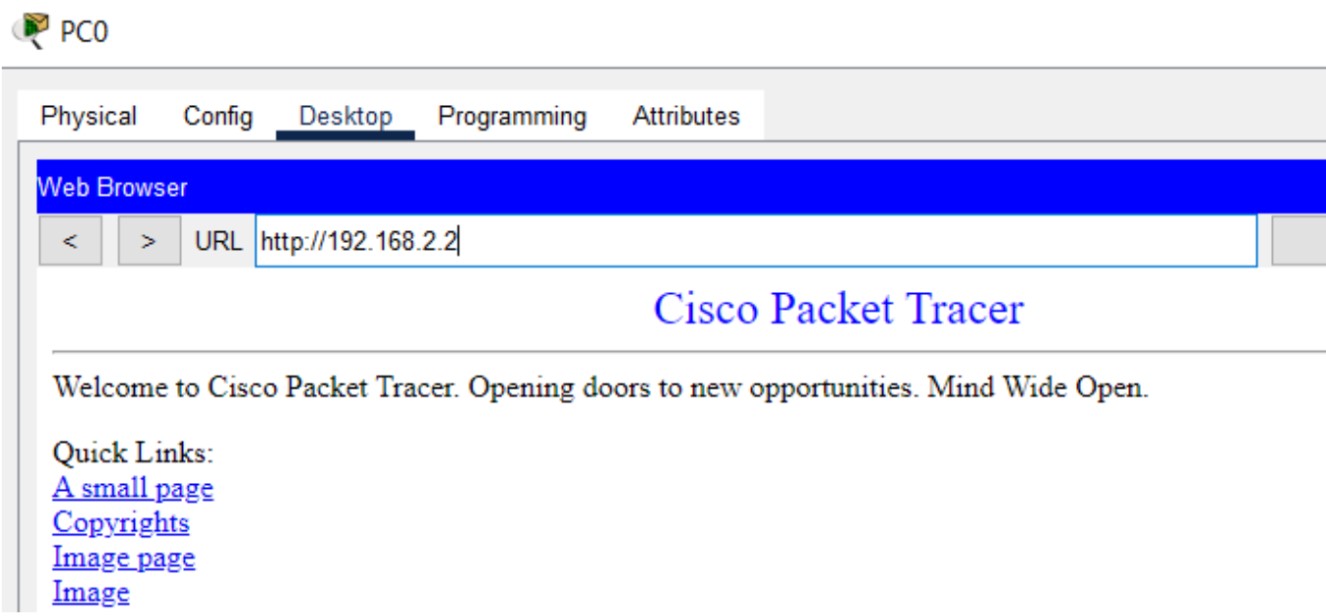 PC0
Physical Config Desktop Programming Attributes
Web Browser
< > URL http://192.168.2.2
Cisco Packet Tracer
Welcome to Cisco Packet Tracer. Opening doors to new opportunities. Mind Wide Open.
Quick Links:
A small page
Copyrights
Image page
Image